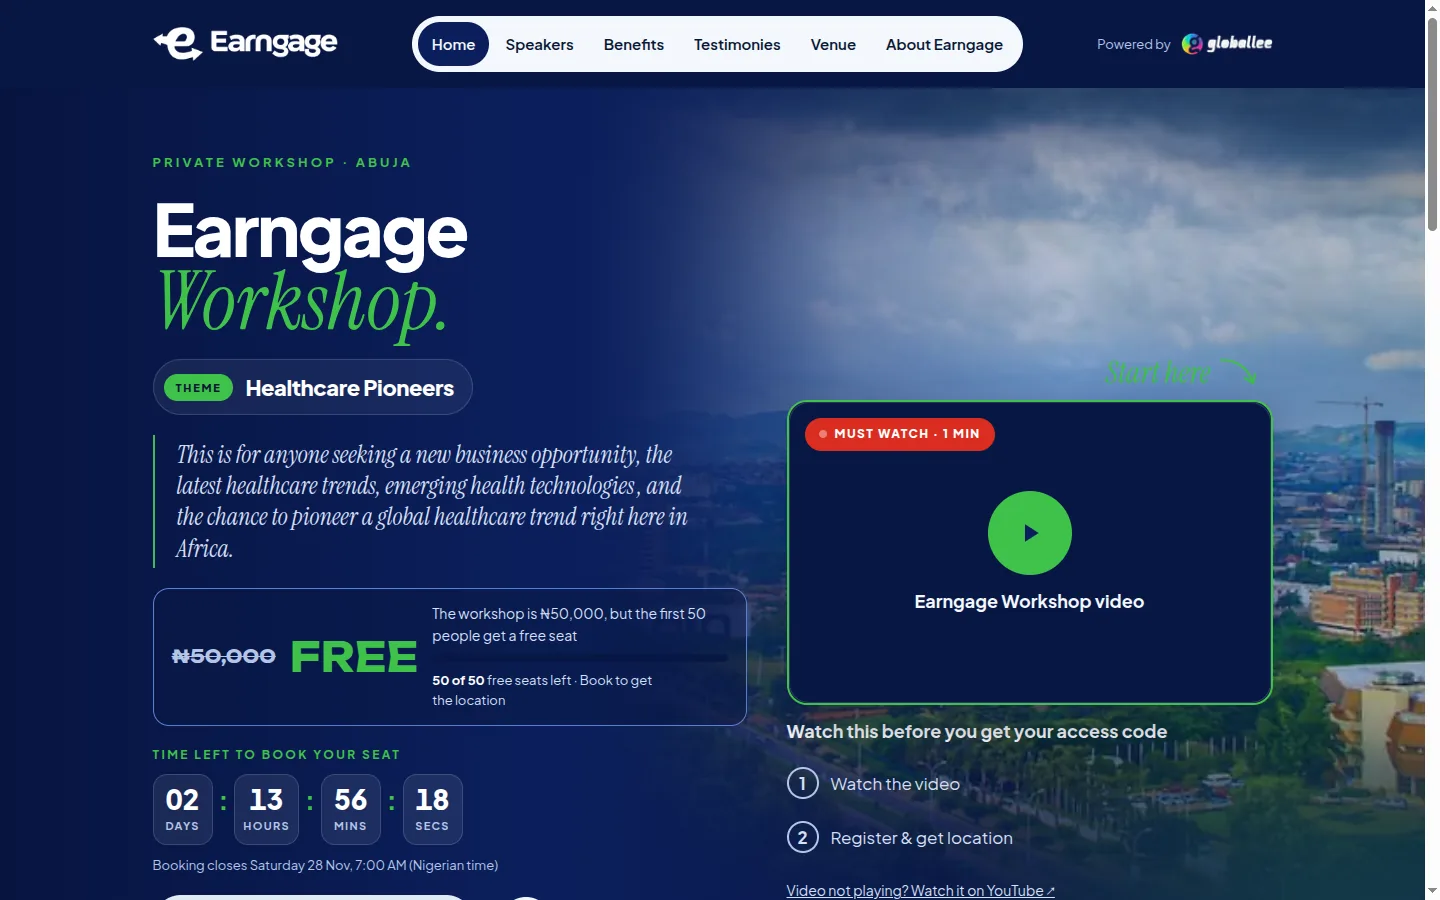 Earngage
Home
Speakers
Benefits
Testimonies
Venue
About Earngage
Powered by
globallee
PRIVATE WORKSHOP · ABUJA
Earngage
Workshop.
THEME
Healthcare Pioneers
This is for anyone seeking a new business opportunity, the
latest healthcare trends, emerging health technologies, and
the chance to pioneer a global healthcare trend right here in
Africa.
₦50,000
FREE
The workshop is ₦50,000, but the first 50
people get a free seat
50 of 50 free seats left · Book to get
the location
TIME LEFT TO BOOK YOUR SEAT
02 : 13 : 56 : 18
DAYS HOURS MINS SECS
Booking closes Saturday 28 Nov, 7:00 AM (Nigerian time)
Start here
MUST WATCH · 1 MIN
Earngage Workshop video
Watch this before you get your access code
1 Watch the video
2 Register & get location
Video not playing? Watch it on YouTube ↗